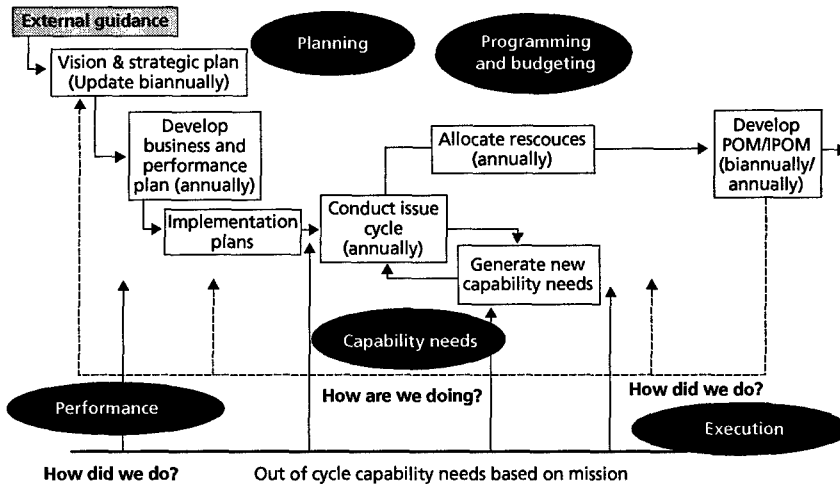 External guidance
Planning
Programming
and budgeting
Vision & strategic plan
(Update biannually)
Develop
business and
performance
plan (annually)
Allocate rescouces
(annually)
Develop
POM/IPOM
(biannually/
annually)
Implementation
plans
Conduct issue
cycle
(annually)
Generate new
capability needs
Capability needs
How are we doing?
How did we do?
Performance
Execution
How did we do?
Out of cycle capability needs based on mission